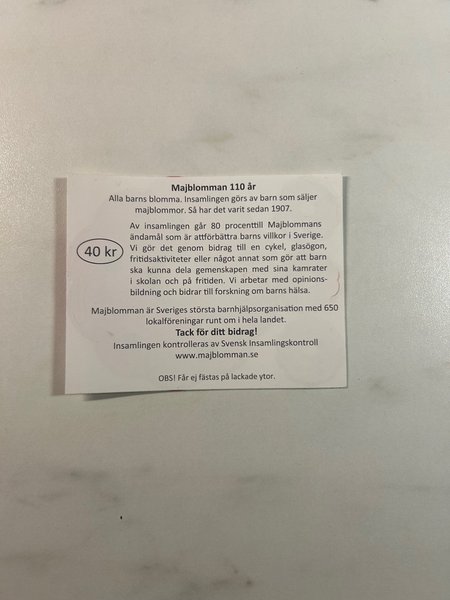 Majblomman 110 år
Alla barns blomma. Insamlingen görs av barn som säljer
majblommor. Så har det varit sedan 1907.
Av insamlingen går 80 procenttill Majblommans
ändamål som är attförbättra barns villkor i Sverige.
40 kr
Vi gör det genom bidrag till en cykel, glasögon,
fritidsaktiviteter eller något annat som gör att barn
ska kunna dela gemenskapen med sina kamrater
i skolan och på fritiden. Vi arbetar med opinions-
bildning och bidrar till forskning om barns hälsa.
Majblomman är Sveriges största barnhjälpsorganisation med 650
lokalföreningar runt om i hela landet.
Tack för ditt bidrag!
Insamlingen kontrolleras av Svensk Insamlingskontroll
www.majblomman.se
OBS! Får ej fästas på lackade ytor.